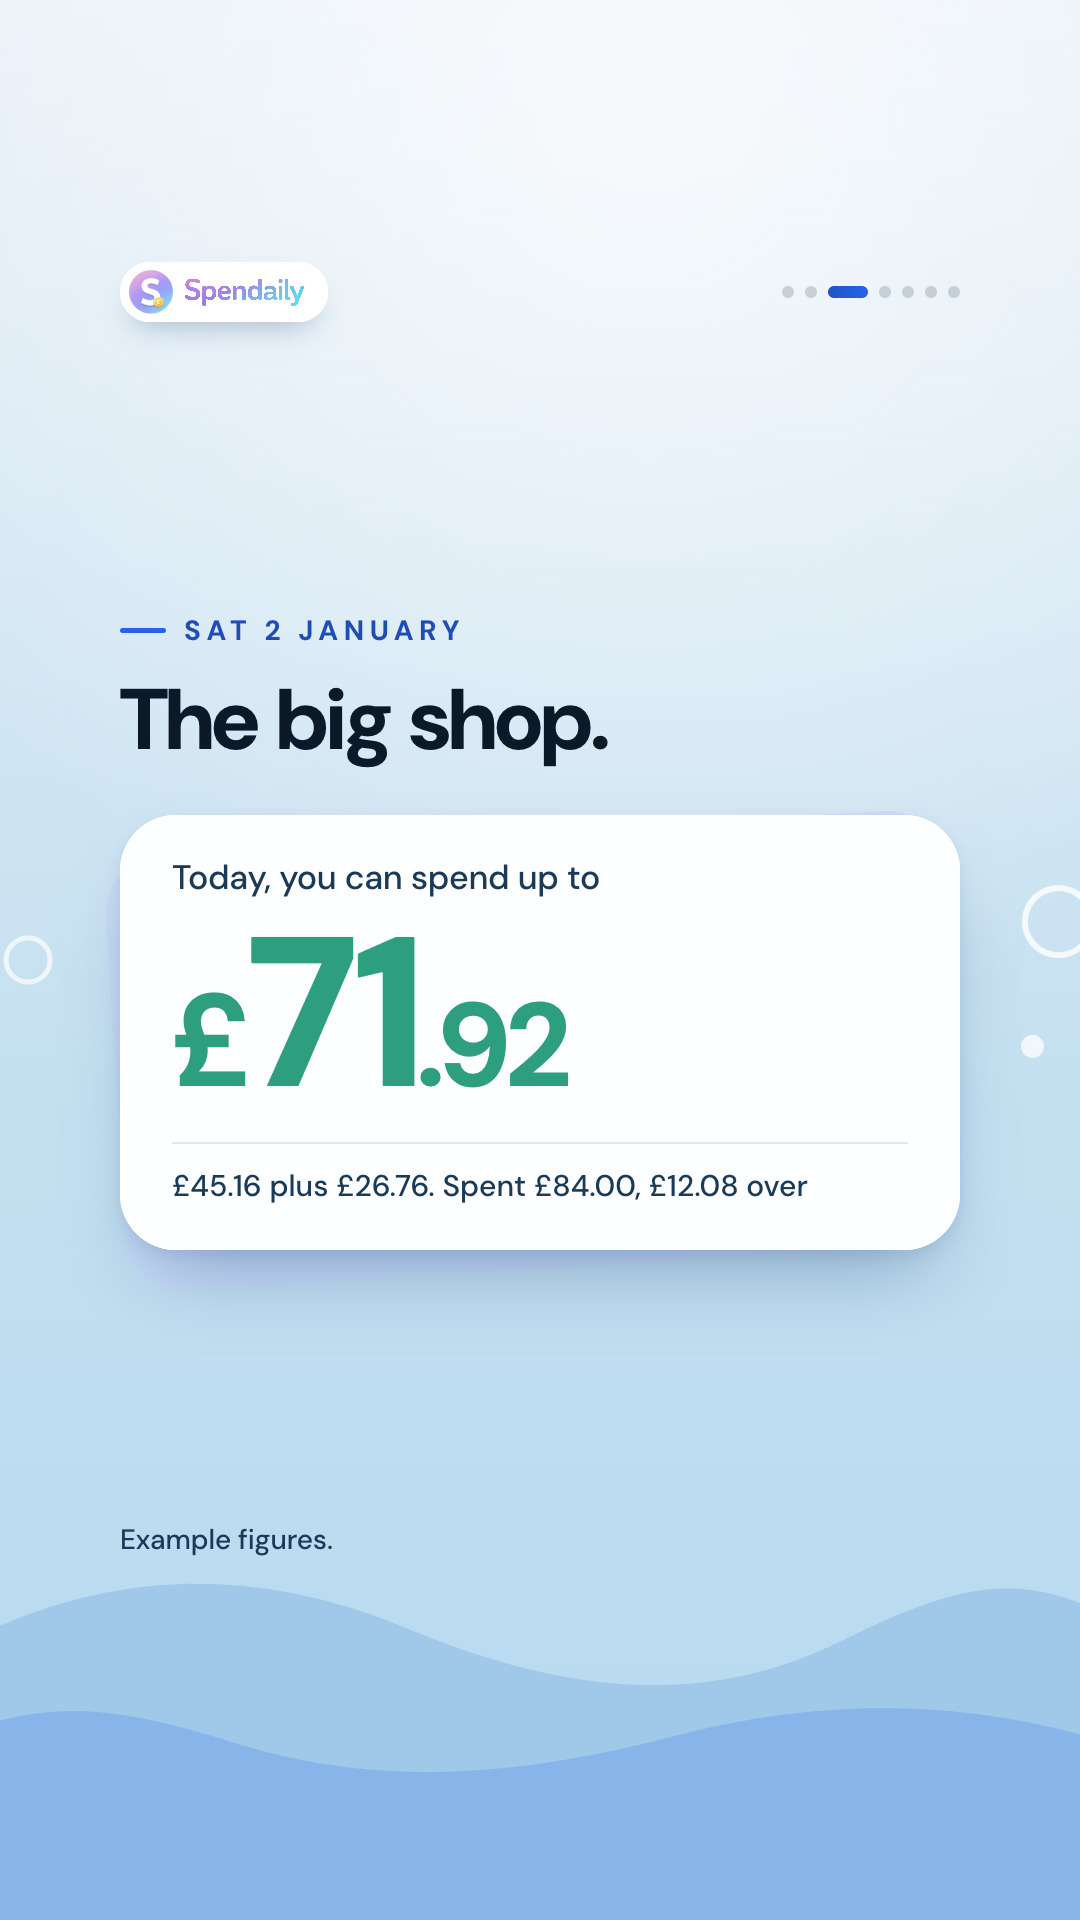 Spendaily
SAT 2 JANUARY
The big shop.
Today, you can spend up to
£71.92
£45.16 plus £26.76. Spent £84.00, £12.08 over
Example figures.